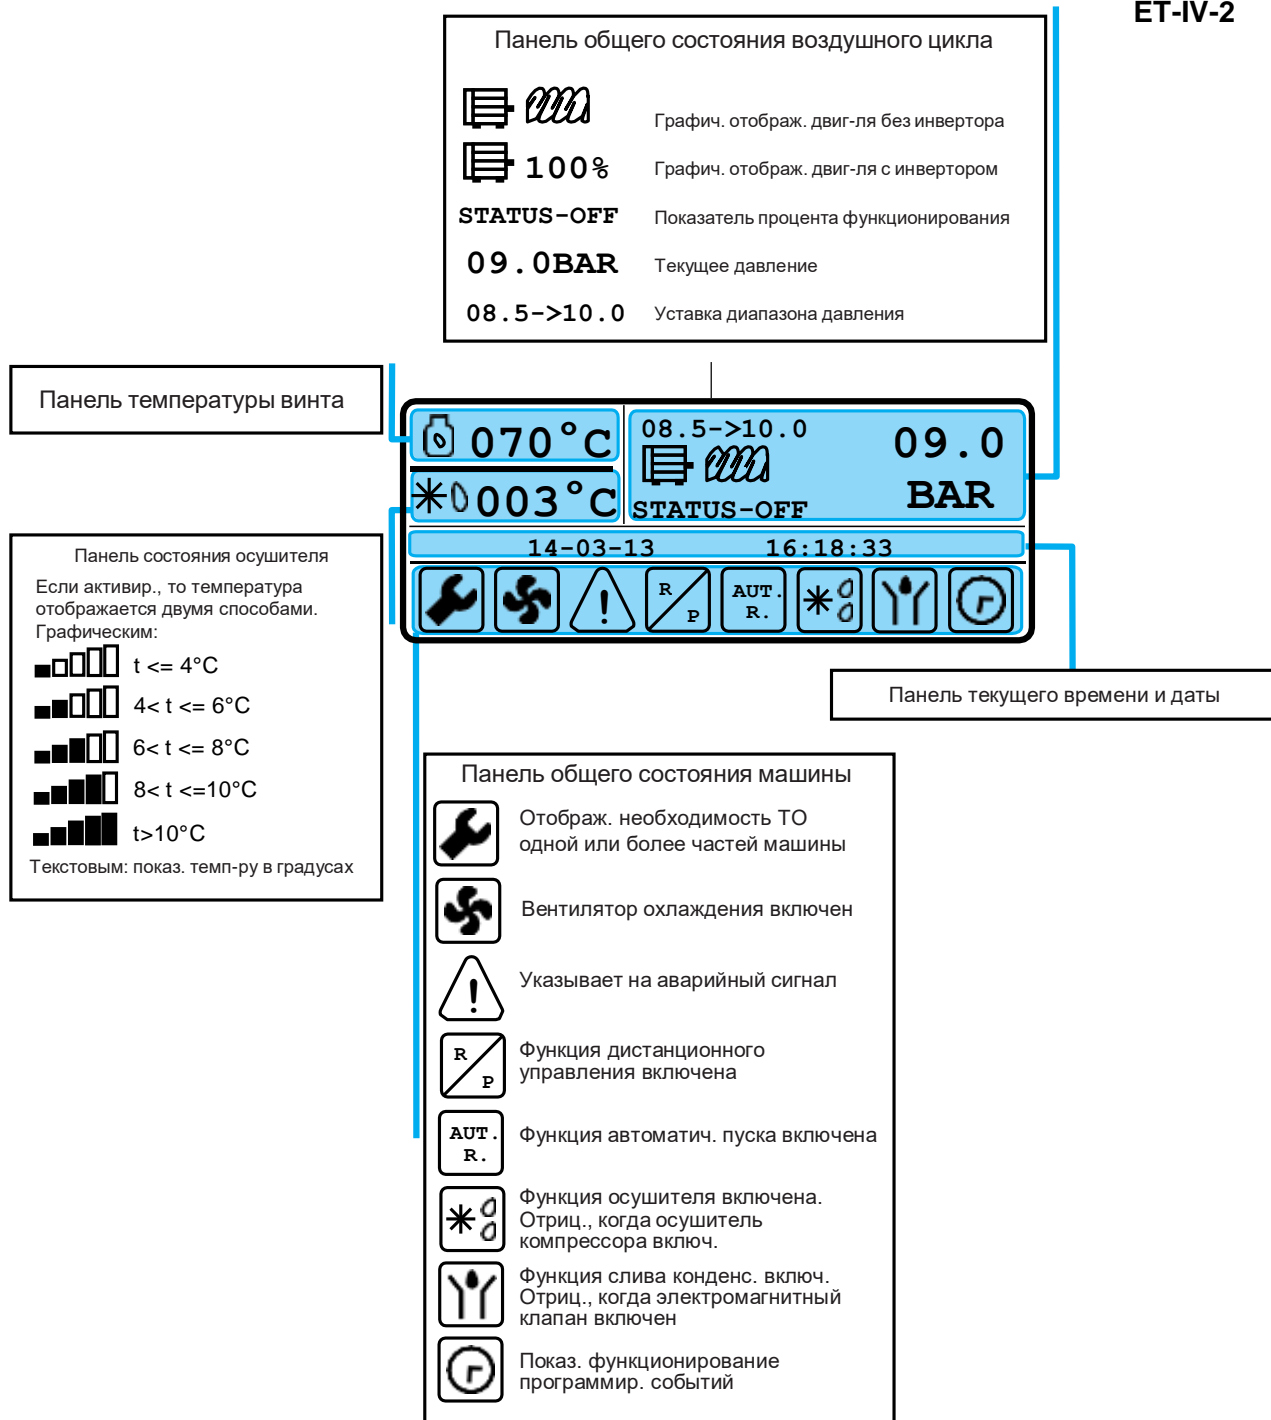 ET-IV-2
Панель общего состояния воздушного цикла
Графич. отображ. двиг-ля без инвертора
100% Графич. отображ. двиг-ля с инвертором
STATUS-OFF Показатель процента функционирования
09.0BAR Текущее давление
08.5->10.0 Уставка диапазона давления
Панель температуры винта
070°C
003°C
08.5->10.0
09.0
BAR
STATUS-OFF
14-03-13 16:18:33
R
P
AUT.
R.
Панель состояния осушителя
Если активир., то температура
отображается двумя способами.
Графическим:
t <= 4°C
4< t <= 6°C
6< t <= 8°C
8< t <=10°C
t>10°C
Текстовым: показ. темп-ру в градусах
Панель текущего времени и даты
Панель общего состояния машины
Отображ. необходимость ТО
одной или более частей машины
Вентилятор охлаждения включен
!
Указывает на аварийный сигнал
R
P
Функция дистанционного
управления включена
AUT.
R.
Функция автоматич. пуска включена
Функция осушителя включена.
Отриц., когда осушитель
компрессора включ.
Функция слива конденс. включ.
Отриц., когда электромагнитный
клапан включен
Показ. функционирование
программир. событий